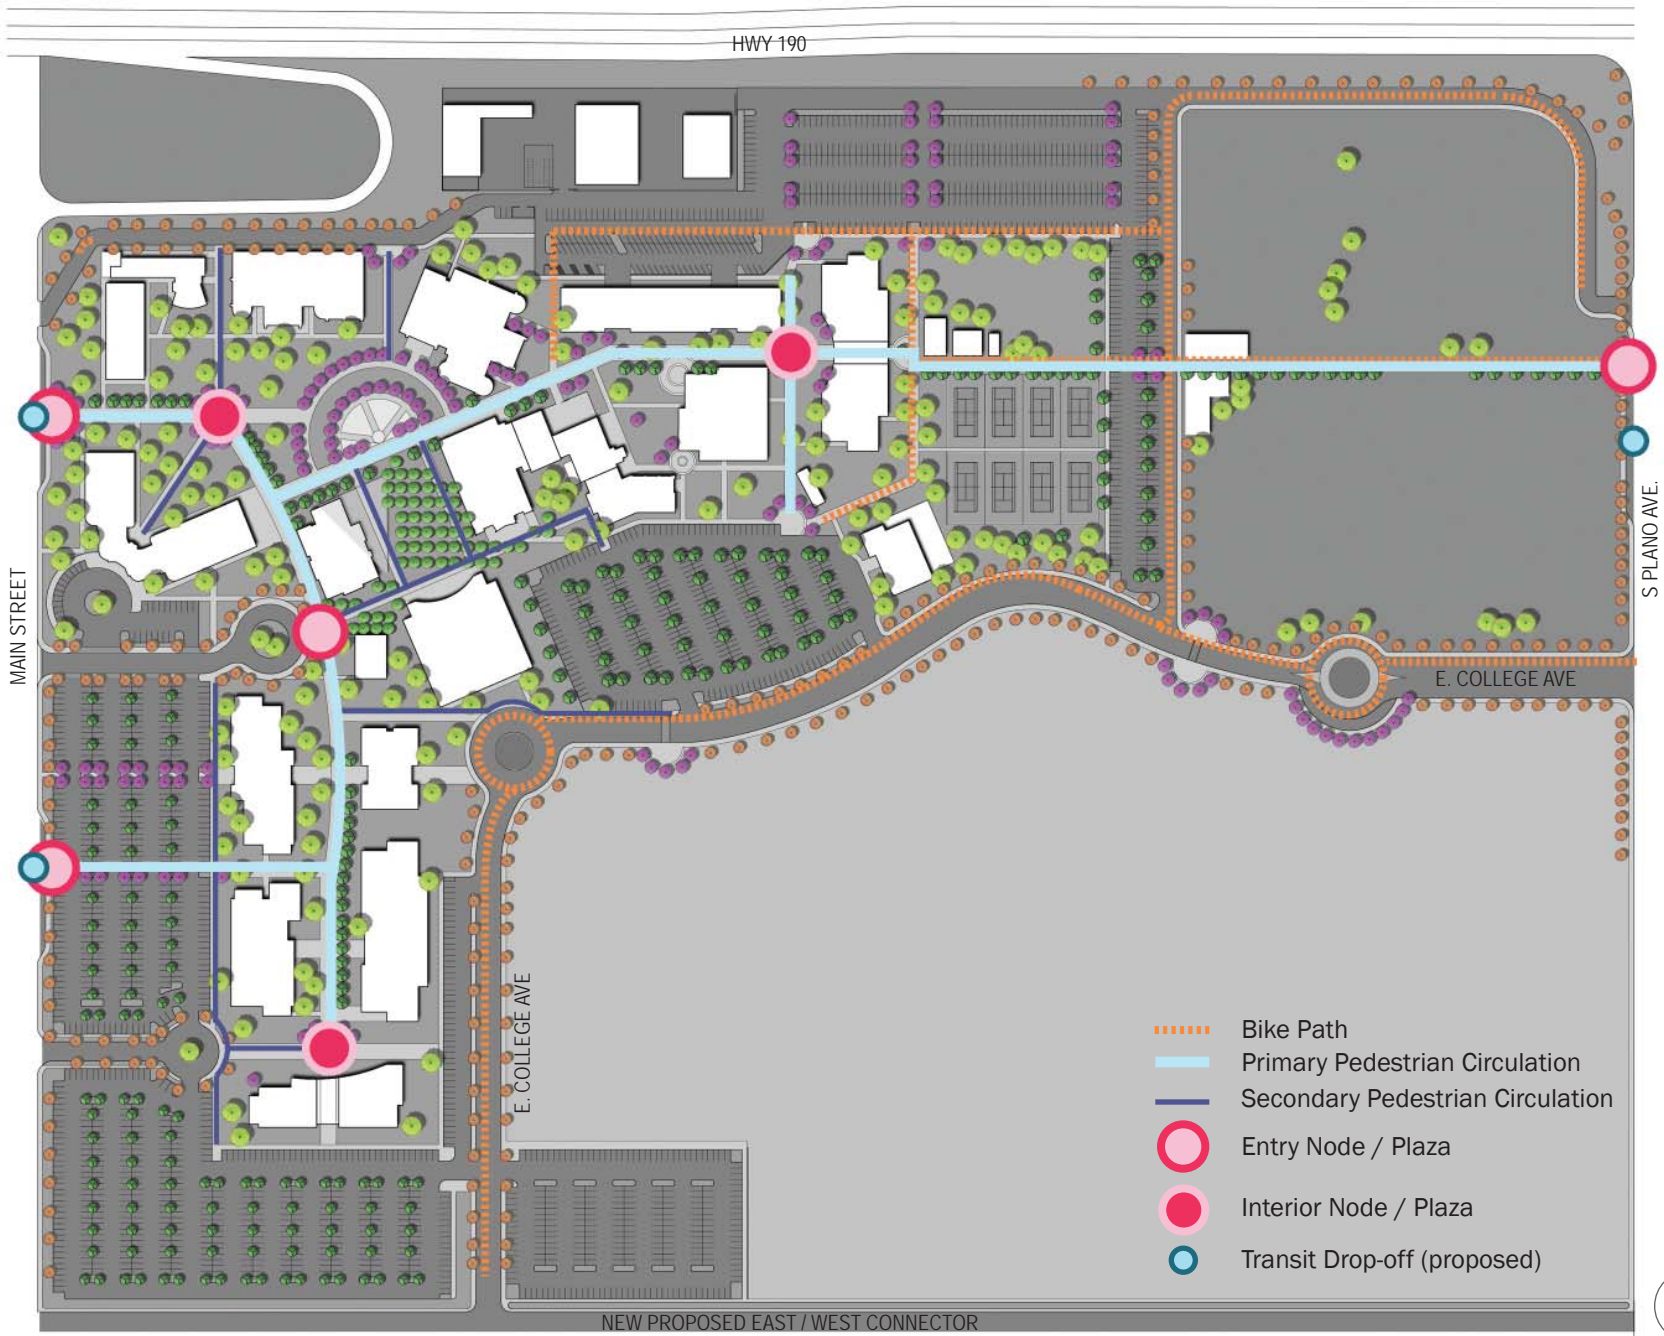 HWY 190
MAIN STREET
S PLANO AVE.
E. COLLEGE AVE
E. COLLEGE AVE
Bike Path
Primary Pedestrian Circulation
Secondary Pedestrian Circulation
Entry Node / Plaza
Interior Node / Plaza
Transit Drop-off (proposed)
NEW PROPOSED EAST / WEST CONNECTOR